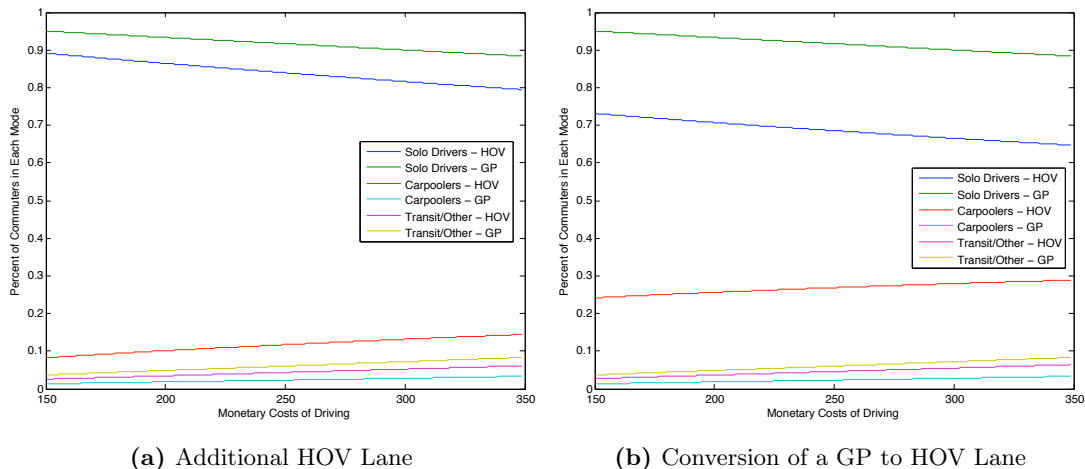 1
0.9
0.8
0.7
0.6
0.5
0.4
0.3
0.2
0.1
0
150 200 250 300 350
Percent of Commuters in Each Mode
Monetary Costs of Driving
Solo Drivers – HOV
Solo Drivers – GP
Carpoolers – HOV
Carpoolers – GP
Transit/Other – HOV
Transit/Other – GP
(a) Additional HOV Lane
1
0.9
0.8
0.7
0.6
0.5
0.4
0.3
0.2
0.1
0
150 200 250 300 350
Percent of Commuters in Each Mode
Monetary Costs of Driving
Solo Drivers – HOV
Solo Drivers – GP
Carpoolers – HOV
Carpoolers – GP
Transit/Other – HOV
Transit/Other – GP
(b) Conversion of a GP to HOV Lane